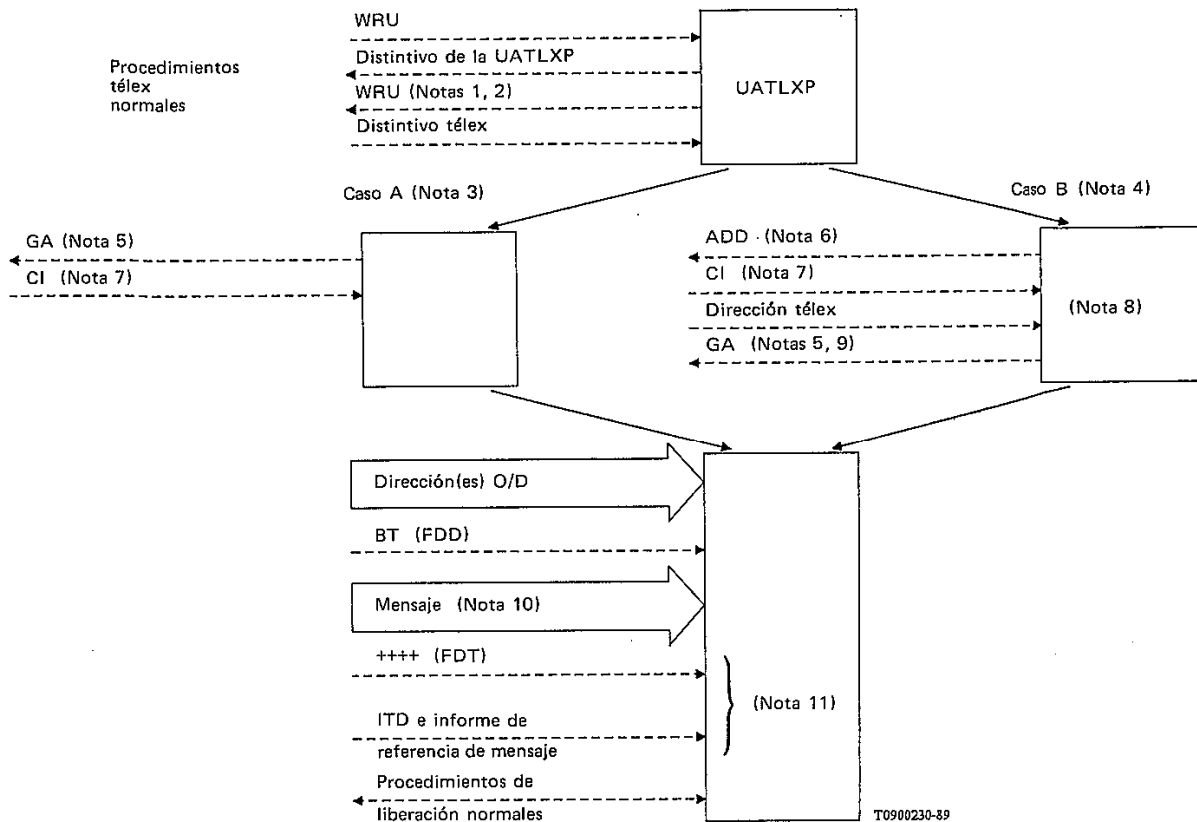 WRU
Distintivo de la UATLXP
Procedimientos
télex
normales
WRU (Notas 1, 2)
Distintivo télex
UATLXP
Caso A (Nota 3)
Caso B (Nota 4)
GA (Nota 5)
CI (Nota 7)
ADD (Nota 6)
CI (Nota 7)
Dirección télex
GA (Notas 5, 9)
(Nota 8)
Dirección(es) O/D
BT (FDD)
Mensaje (Nota 10)
++++ (FDT)
(Nota 11)
ITD e informe de
referencia de mensaje
Procedimientos de
liberación normales
T0900230-89